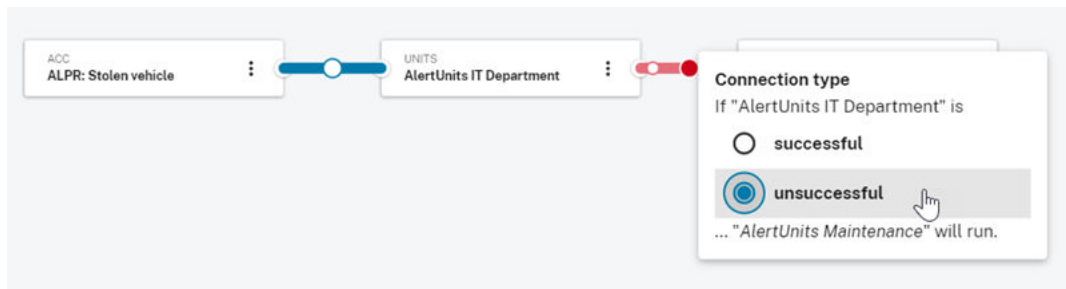 ACC
ALPR: Stolen vehicle
UNITS
AlertUnits IT Department
Connection type
If "AlertUnits IT Department" is
successful
unsuccessful
... "AlertUnits Maintenance" will run.